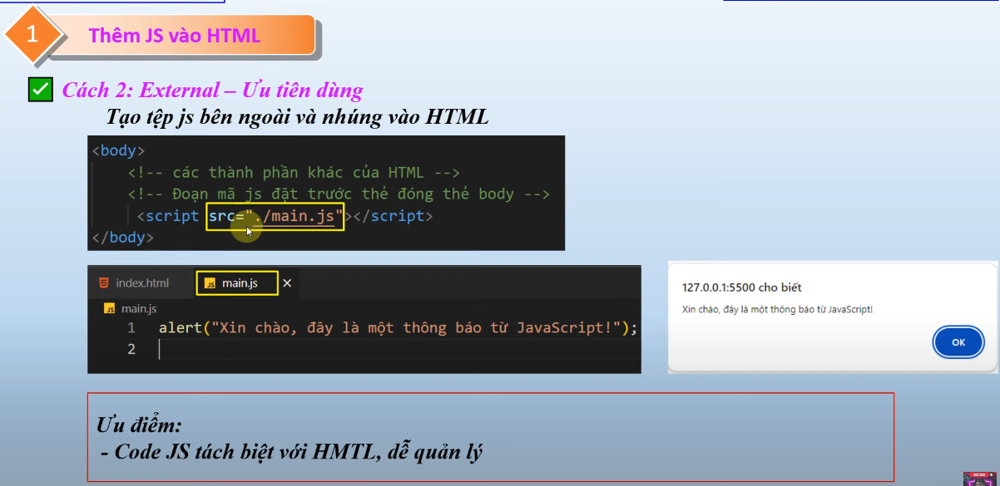 1
Thêm JS vào HTML
Cách 2: External – Ưu tiên dùng
Tạo tệp js bên ngoài và nhúng vào HTML
<body>
<!-- các thành phần khác của HTML -->
<!-- Đoạn mã js đặt trước thẻ đóng thẻ body -->
<script src="./main.js"></script>
</body>
index.html JS main.js ×
JS main.js
1 alert("Xin chào, đây là một thông báo từ JavaScript!");
2
127.0.0.1:5500 cho biết
Xin chào, đây là một thông báo từ JavaScript!
OK
Ưu điểm:
- Code JS tách biệt với HMTL, dễ quản lý